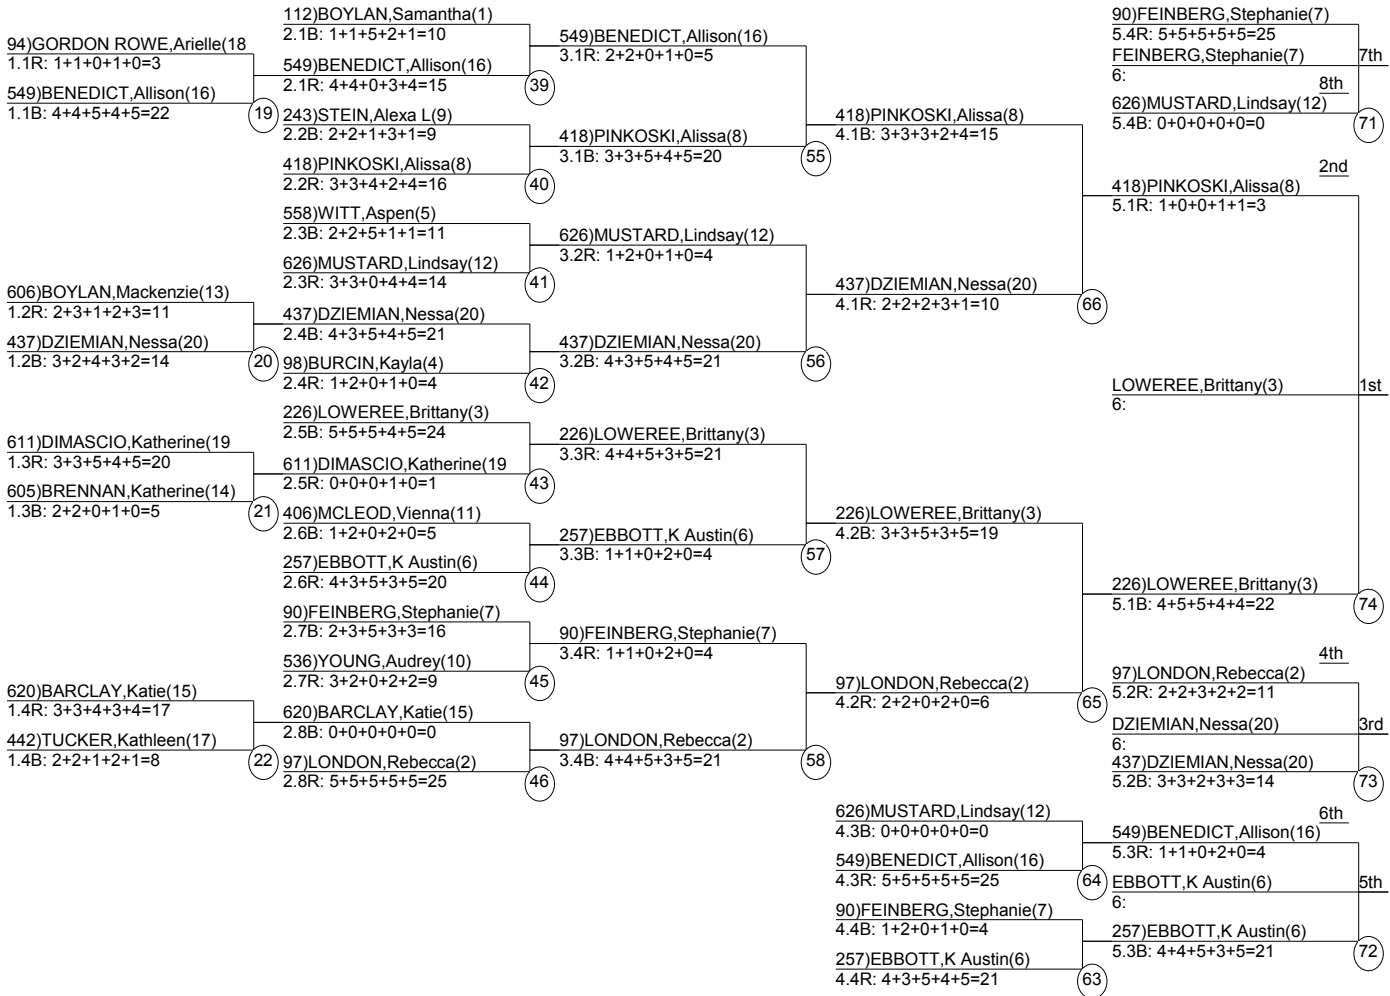 94)GORDON ROWE,Arielle(18
1.1R: 1+1+0+1+0=3
549)BENEDICT,Allison(16)
1.1B: 4+4+5+4+5=22
19
606)BOYLAN,Mackenzie(13)
1.2R: 2+3+1+2+3=11
437)DZIEMIAN,Nessa(20)
1.2B: 3+2+4+3+2=14
20
611)DIMASCIO,Katherine(19
1.3R: 3+3+5+4+5=20
605)BRENNAN,Katherine(14)
1.3B: 2+2+0+1+0=5
21
620)BARCLAY,Katie(15)
1.4R: 3+3+4+3+4=17
442)TUCKER,Kathleen(17)
1.4B: 2+2+1+2+1=8
22
112)BOYLAN,Samantha(1)
2.1B: 1+1+5+2+1=10
549)BENEDICT,Allison(16)
2.1R: 4+4+0+3+4=15
39
243)STEIN,Alexa L(9)
2.2B: 2+2+1+3+1=9
418)PINKOSKI,Alissa(8)
2.2R: 3+3+4+2+4=16
40
558)WITT,Aspen(5)
2.3B: 2+2+5+1+1=11
626)MUSTARD,Lindsay(12)
2.3R: 3+3+0+4+4=14
41
437)DZIEMIAN,Nessa(20)
2.4B: 4+3+5+4+5=21
98)BURCIN,Kayla(4)
2.4R: 1+2+0+1+0=4
42
226)LOWEREE,Brittany(3)
2.5B: 5+5+5+4+5=24
611)DIMASCIO,Katherine(19
2.5R: 0+0+0+1+0=1
43
406)MCLEOD,Vienna(11)
2.6B: 1+2+0+2+0=5
257)EBBOTT,K Austin(6)
2.6R: 4+3+5+3+5=20
44
90)FEINBERG,Stephanie(7)
2.7B: 2+3+5+3+3=16
536)YOUNG,Audrey(10)
2.7R: 3+2+0+2+2=9
45
620)BARCLAY,Katie(15)
2.8B: 0+0+0+0+0=0
97)LONDON,Rebecca(2)
2.8R: 5+5+5+5+5=25
46
549)BENEDICT,Allison(16)
3.1R: 2+2+0+1+0=5
418)PINKOSKI,Alissa(8)
3.1B: 3+3+5+4+5=20
55
626)MUSTARD,Lindsay(12)
3.2R: 1+2+0+1+0=4
437)DZIEMIAN,Nessa(20)
3.2B: 4+3+5+4+5=21
56
226)LOWEREE,Brittany(3)
3.3R: 4+4+5+3+5=21
257)EBBOTT,K Austin(6)
3.3B: 1+1+0+2+0=4
57
90)FEINBERG,Stephanie(7)
3.4R: 1+1+0+2+0=4
97)LONDON,Rebecca(2)
3.4B: 4+4+5+3+5=21
58
418)PINKOSKI,Alissa(8)
4.1B: 3+3+3+2+4=15
437)DZIEMIAN,Nessa(20)
4.1R: 2+2+2+3+1=10
66
226)LOWEREE,Brittany(3)
4.2B: 3+3+5+3+5=19
97)LONDON,Rebecca(2)
4.2R: 2+2+0+2+0=6
65
626)MUSTARD,Lindsay(12)
4.3B: 0+0+0+0+0=0
549)BENEDICT,Allison(16)
4.3R: 5+5+5+5+5=25
64
90)FEINBERG,Stephanie(7)
4.4B: 1+2+0+1+0=4
257)EBBOTT,K Austin(6)
4.4R: 4+3+5+4+5=21
63
90)FEINBERG,Stephanie(7)
5.4R: 5+5+5+5+5=25
FEINBERG,Stephanie(7) 7th
6:
8th
626)MUSTARD,Lindsay(12)
5.4B: 0+0+0+0+0=0
71
2nd
418)PINKOSKI,Alissa(8)
5.1R: 1+0+0+1+1=3
LOWEREE,Brittany(3) 1st
6:
226)LOWEREE,Brittany(3)
5.1B: 4+5+5+4+4=22
74
4th
97)LONDON,Rebecca(2)
5.2R: 2+2+3+2+2=11
DZIEMIAN,Nessa(20) 3rd
6:
437)DZIEMIAN,Nessa(20)
5.2B: 3+3+2+3+3=14
73
6th
549)BENEDICT,Allison(16)
5.3R: 1+1+0+2+0=4
EBBOTT,K Austin(6) 5th
6:
257)EBBOTT,K Austin(6)
5.3B: 4+4+5+3+5=21
72